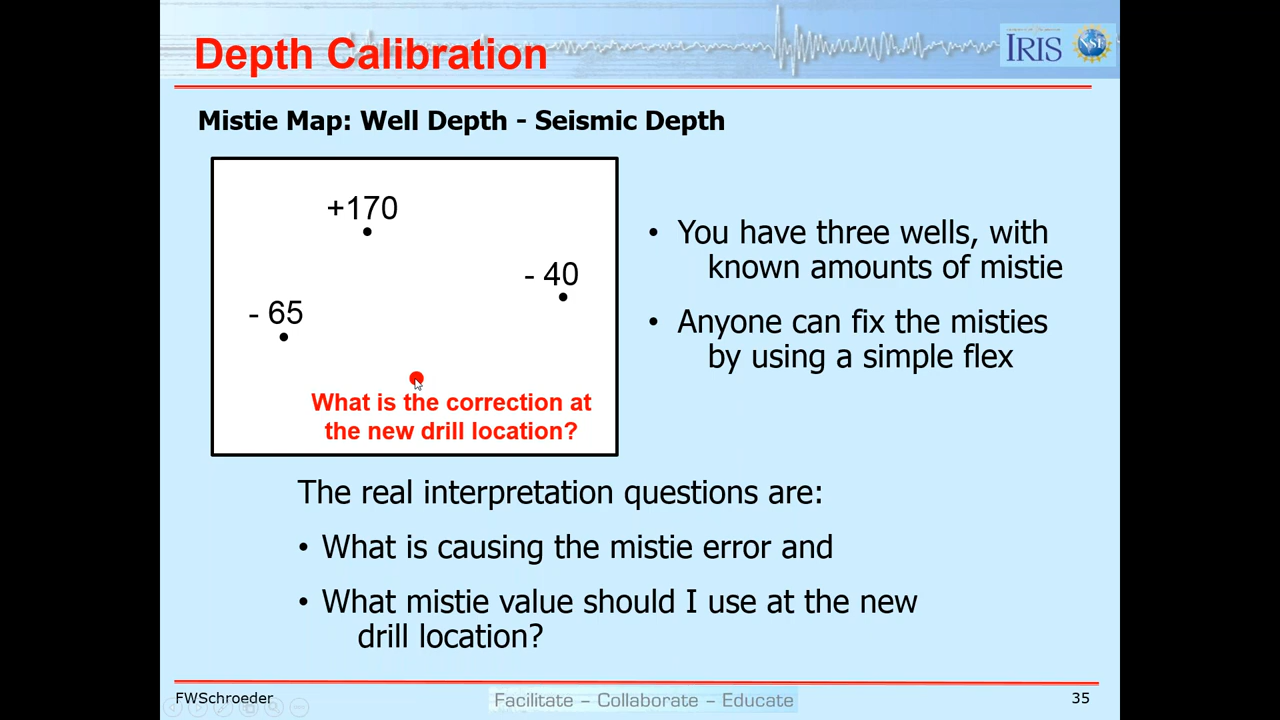 Depth Calibration
IRIS
NSF
Mistie Map: Well Depth - Seismic Depth
+170
- 40
- 65
What is the correction at
the new drill location?
• You have three wells, with
known amounts of mistie
• Anyone can fix the misties
by using a simple flex
The real interpretation questions are:
• What is causing the mistie error and
• What mistie value should I use at the new
drill location?
FWSchroeder
Facilitate – Collaborate – Educate
35